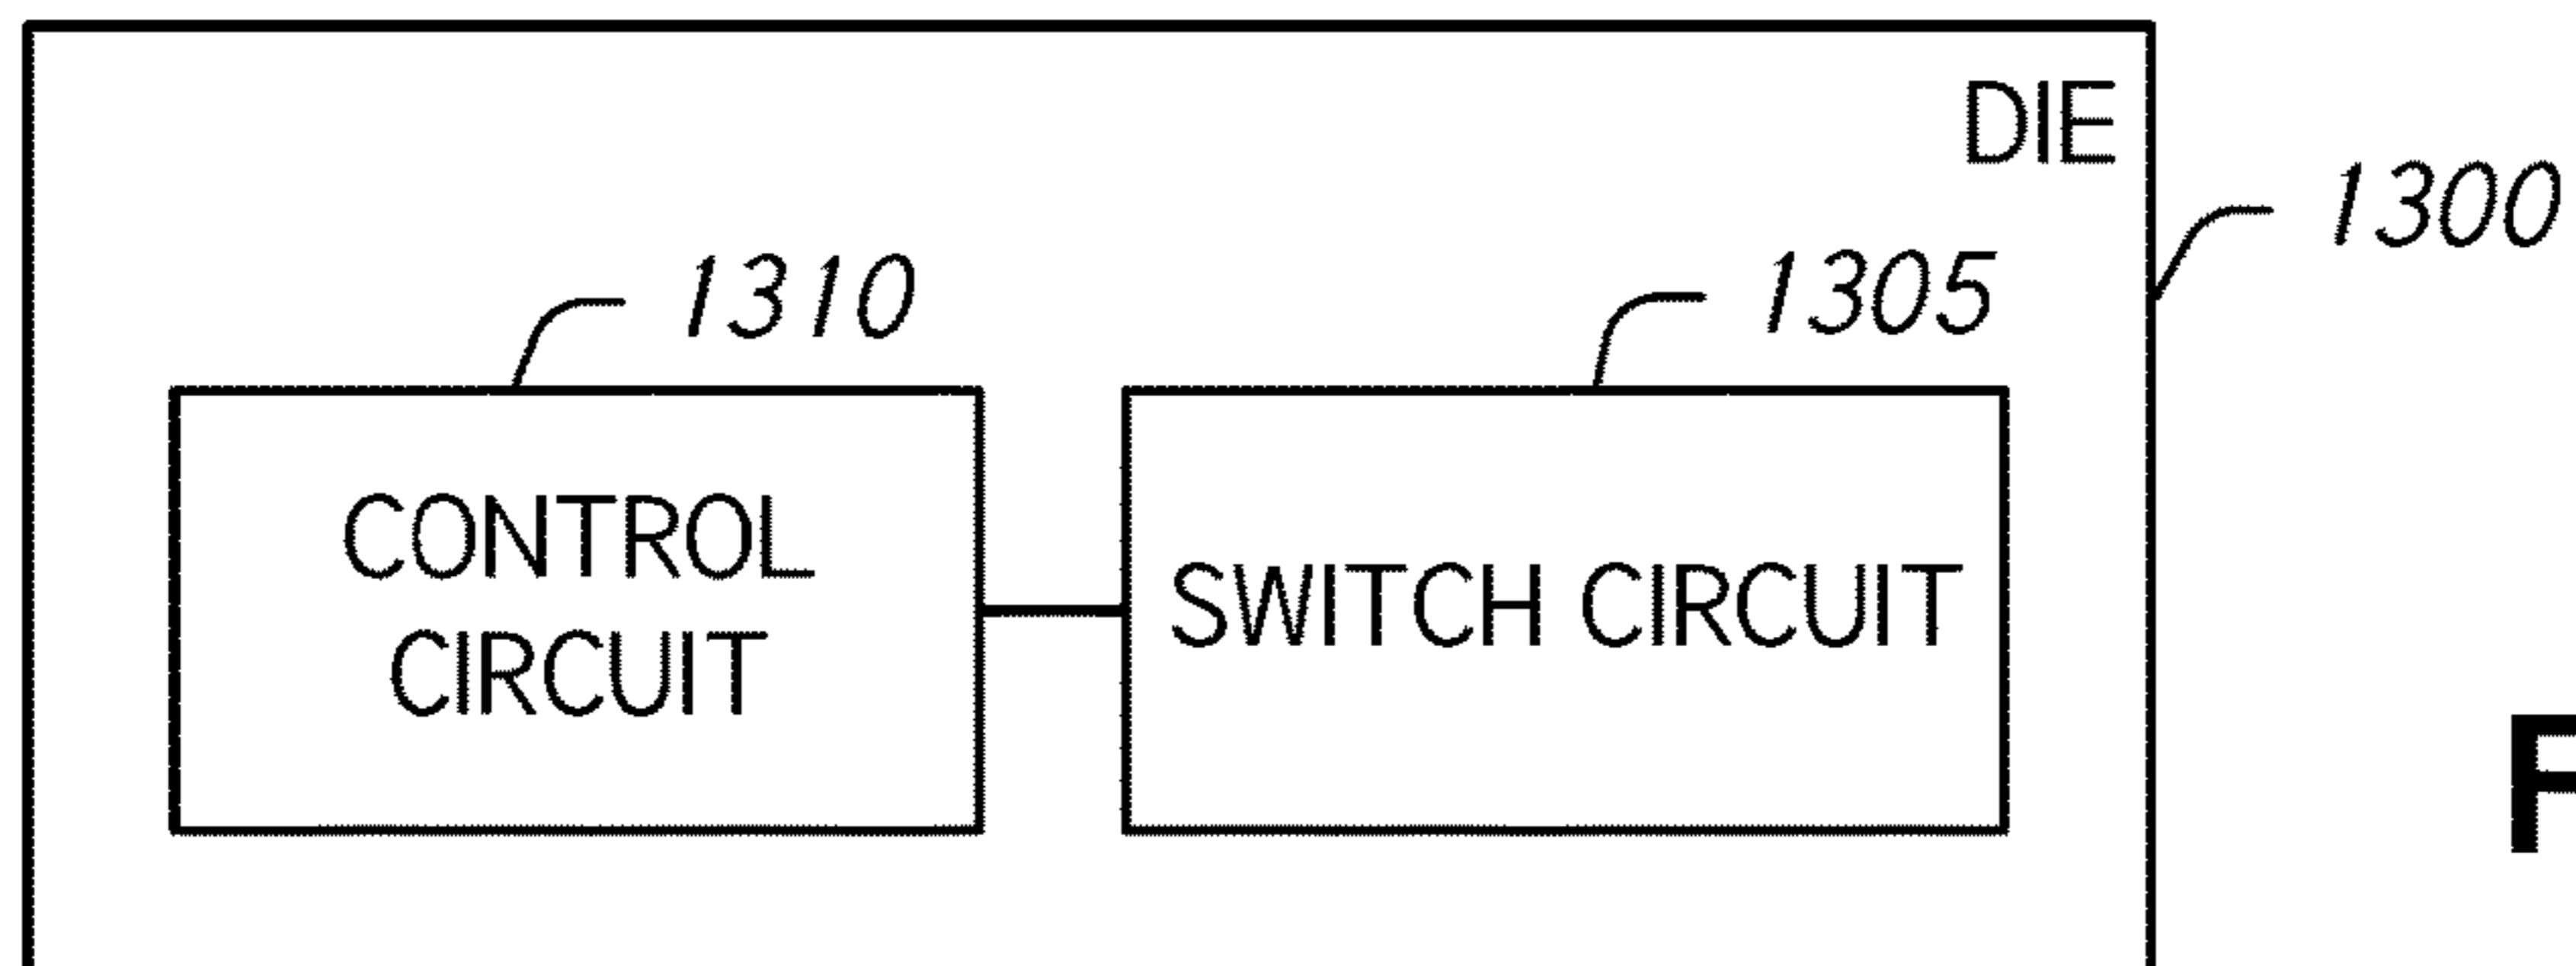 DIE
1300
1310
1305
CONTROL
CIRCUIT
SWITCH CIRCUIT
F